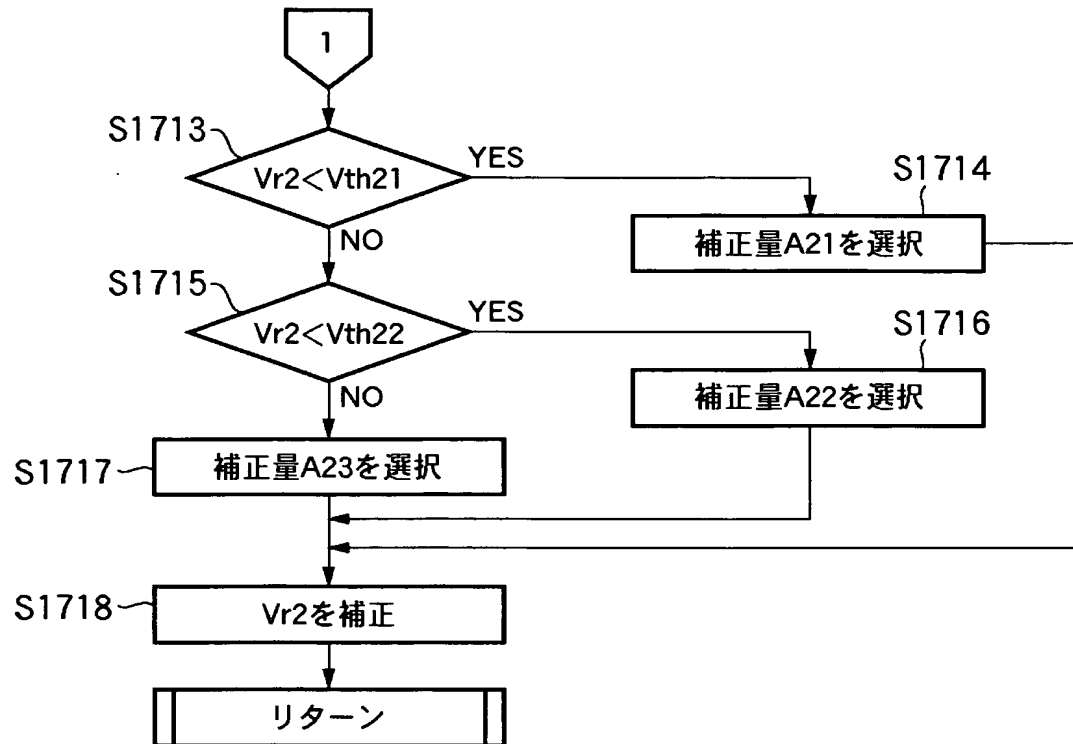 1
S1713
Vr2<Vth21
YES
NO
S1714
補正量A21を選択
S1715
Vr2<Vth22
YES
NO
S1716
補正量A22を選択
S1717
補正量A23を選択
S1718
Vr2を補正
リターン